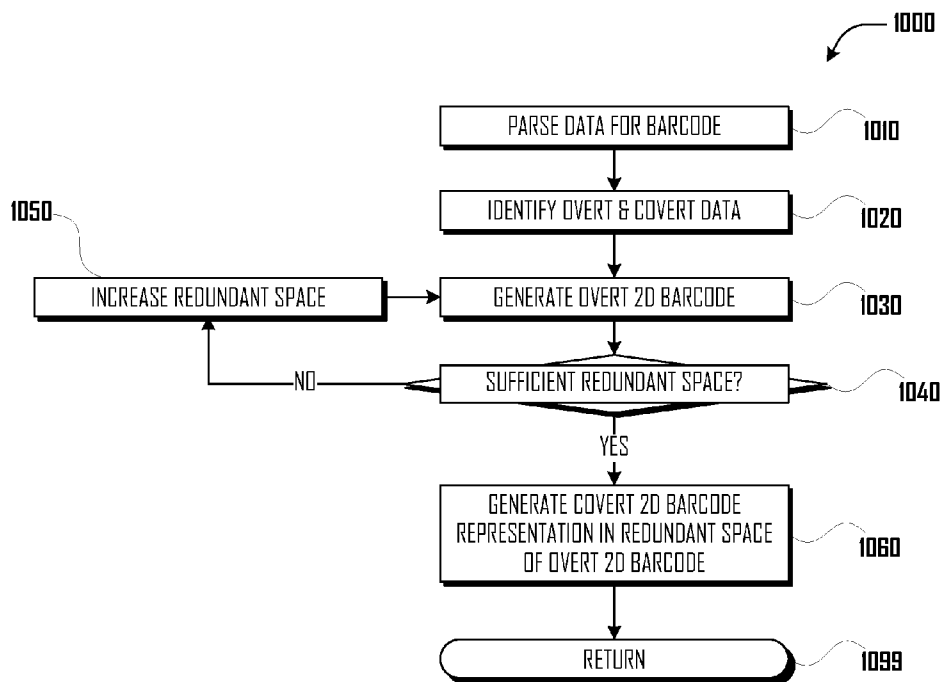 1000
PARSE DATA FOR BARCODE
1010
IDENTIFY OVERT & COVERT DATA
1020
1050
INCREASE REDUNDANT SPACE
GENERATE OVERT 2D BARCODE
1030
SUFFICIENT REDUNDANT SPACE?
1040
NO
YES
GENERATE COVERT 2D BARCODE
REPRESENTATION IN REDUNDANT SPACE
OF OVERT 2D BARCODE
1060
RETURN
1099